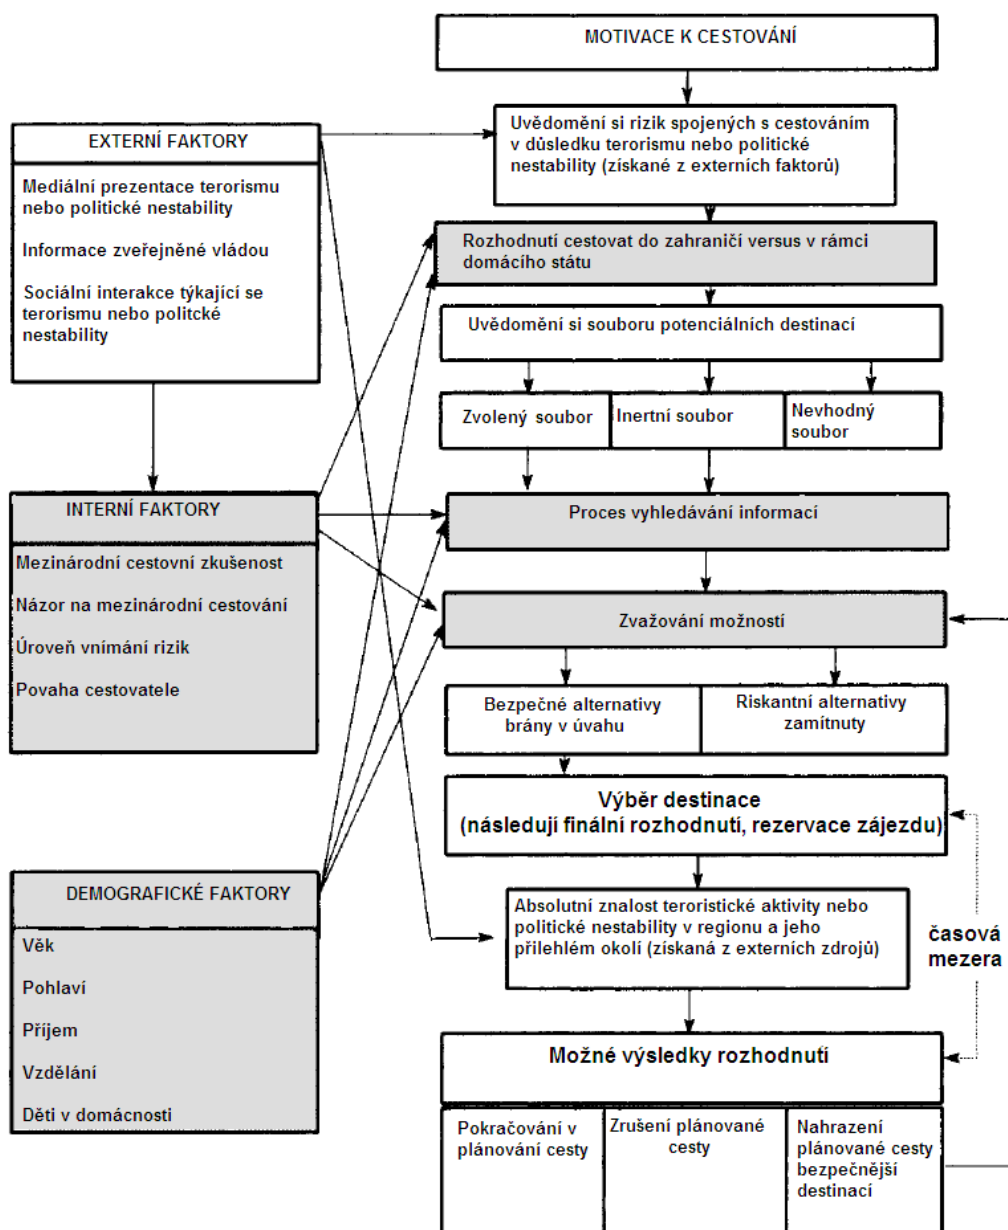 MOTIVACE K CESTOVÁNÍ
EXTERNÍ FAKTORY
Mediální prezentace terorismu
nebo politické nestability
Informace zveřejněné vládou
Sociální interakce týkající se
terorismu nebo politcké
nestability
Uvědomění si rizik spojených s cestováním
v důsledku terorismu nebo politické
nestability (získané z externích faktorů)
Rozhodnutí cestovat do zahraničí versus v rámci
domácího státu
Uvědomění si souboru potenciálních destinací
Zvolený soubor
Inertní soubor
Nevhodný
soubor
INTERNÍ FAKTORY
Mezinárodní cestovní zkušenost
Názor na mezinárodní cestování
Úroveň vnímání rizik
Povaha cestovatele
Proces vyhledávání informací
Zvažování možností
Bezpečné alternativy
brány v úvahu
Riskantní alternativy
zamítnuty
Výběr destinace
(následují finální rozhodnutí, rezervace zájezdu)
DEMOGRAFICKÉ FAKTORY
Věk
Pohlaví
Příjem
Vzdělání
Děti v domácnosti
Absolutní znalost teroristické aktivity nebo
politické nestability v regionu a jeho
přilehlém okolí (získaná z externích zdrojů)
časová
mezera
Možné výsledky rozhodnutí
Pokračování v
plánování cesty
Zrušení plánované
cesty
Nahrazení
plánované cesty
bezpečnější
destinací